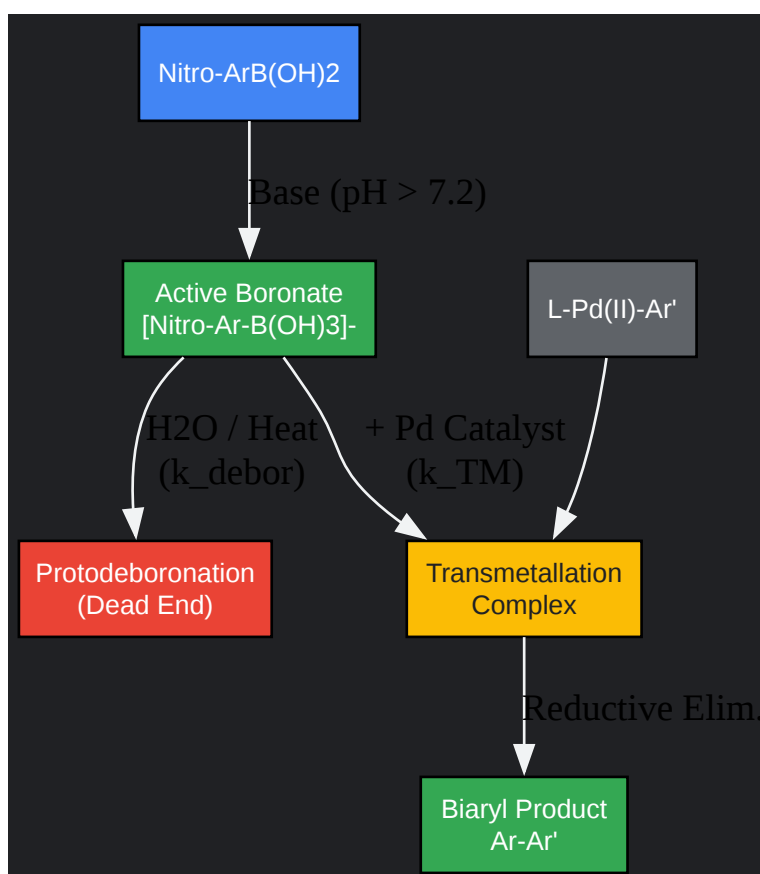 Nitro-ArB(OH)2
Base (pH > 7.2)
Active Boronate
[Nitro-Ar-B(OH)3]-
L-Pd(II)-Ar'
H2O / Heat
(k_debor)
+ Pd Catalyst
(k_TM)
Protodeboronation
(Dead End)
Transmetallation
Complex
Reductive Elim.
Biaryl Product
Ar-Ar'